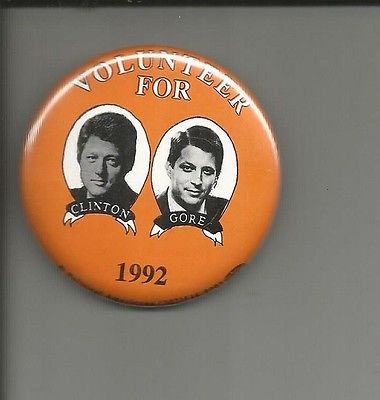 VOLUNTEER
FOR
CLINTON
GORE
1992